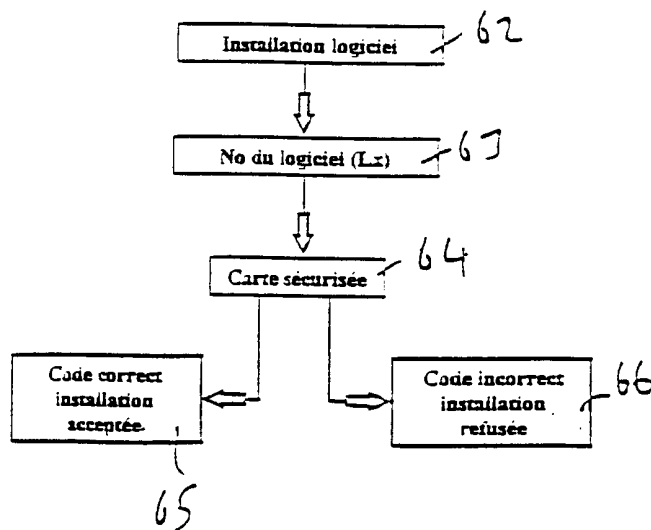 Installation logiciel
62
No du logiciel (Lx)
63
Carte sécurisée
64
Code correct
installation
acceptée
65
Code incorrect
installation
refusée
66